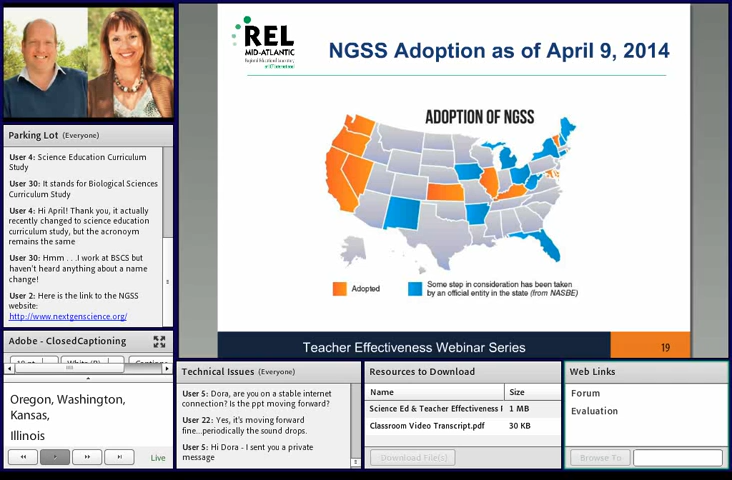 REL
MID-ATLANTIC
NGSS Adoption as of April 9, 2014
ADOPTION OF NGSS
Adopted
Some step in consideration has been taken
by an official entity in the state (from NASBE)
Teacher Effectiveness Webinar Series
19
Parking Lot (Everyone)
User 4: Science Education Curriculum
Study
User 30: It stands for Biological Sciences
Curriculum Study
User 4: Hi April! Thank you, it actually
recently changed to science education
curriculum study, but the acronoym
remains the same
User 30: Hmm . . .I work at BSCS but
haven't heard anything about a name
change!
User 2: Here is the link to the NGSS
website:
http://www.nextgenscience.org/
Adobe - ClosedCaptioning
Oregon, Washington,
Kansas,
Illinois
Live
Technical Issues (Everyone)
User 5: Dora, are you on a stable internet
connection? Is the ppt moving forward?
User 22: Yes, it's moving forward
fine...periodically the sound drops.
User 5: Hi Dora - I sent you a private
message
Resources to Download
Name Size
Science Ed & Teacher Effectiveness 1 MB
Classroom Video Transcript.pdf 30 KB
Download File(s)
Web Links
Forum
Evaluation
Browse To